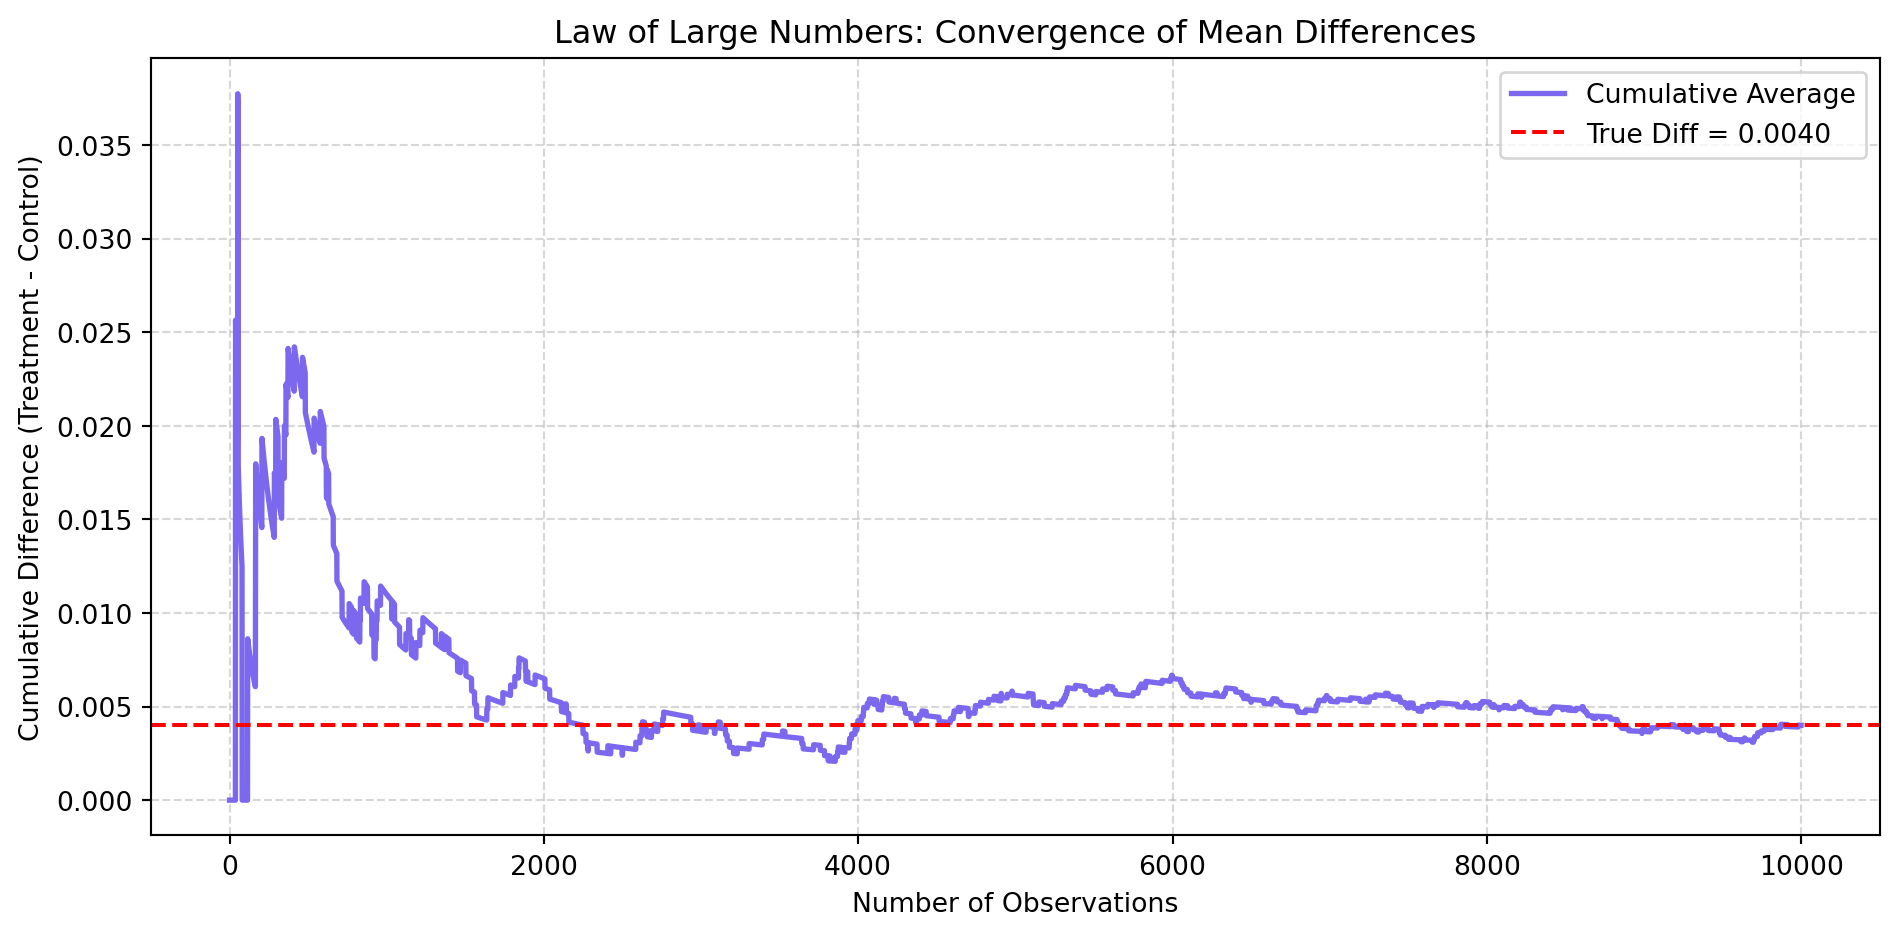 Law of Large Numbers: Convergence of Mean Differences
Cumulative Average
True Diff = 0.0040
Cumulative Difference (Treatment - Control)
0.035
0.030
0.025
0.020
0.015
0.010
0.005
0.000
0 2000 4000 6000 8000 10000
Number of Observations